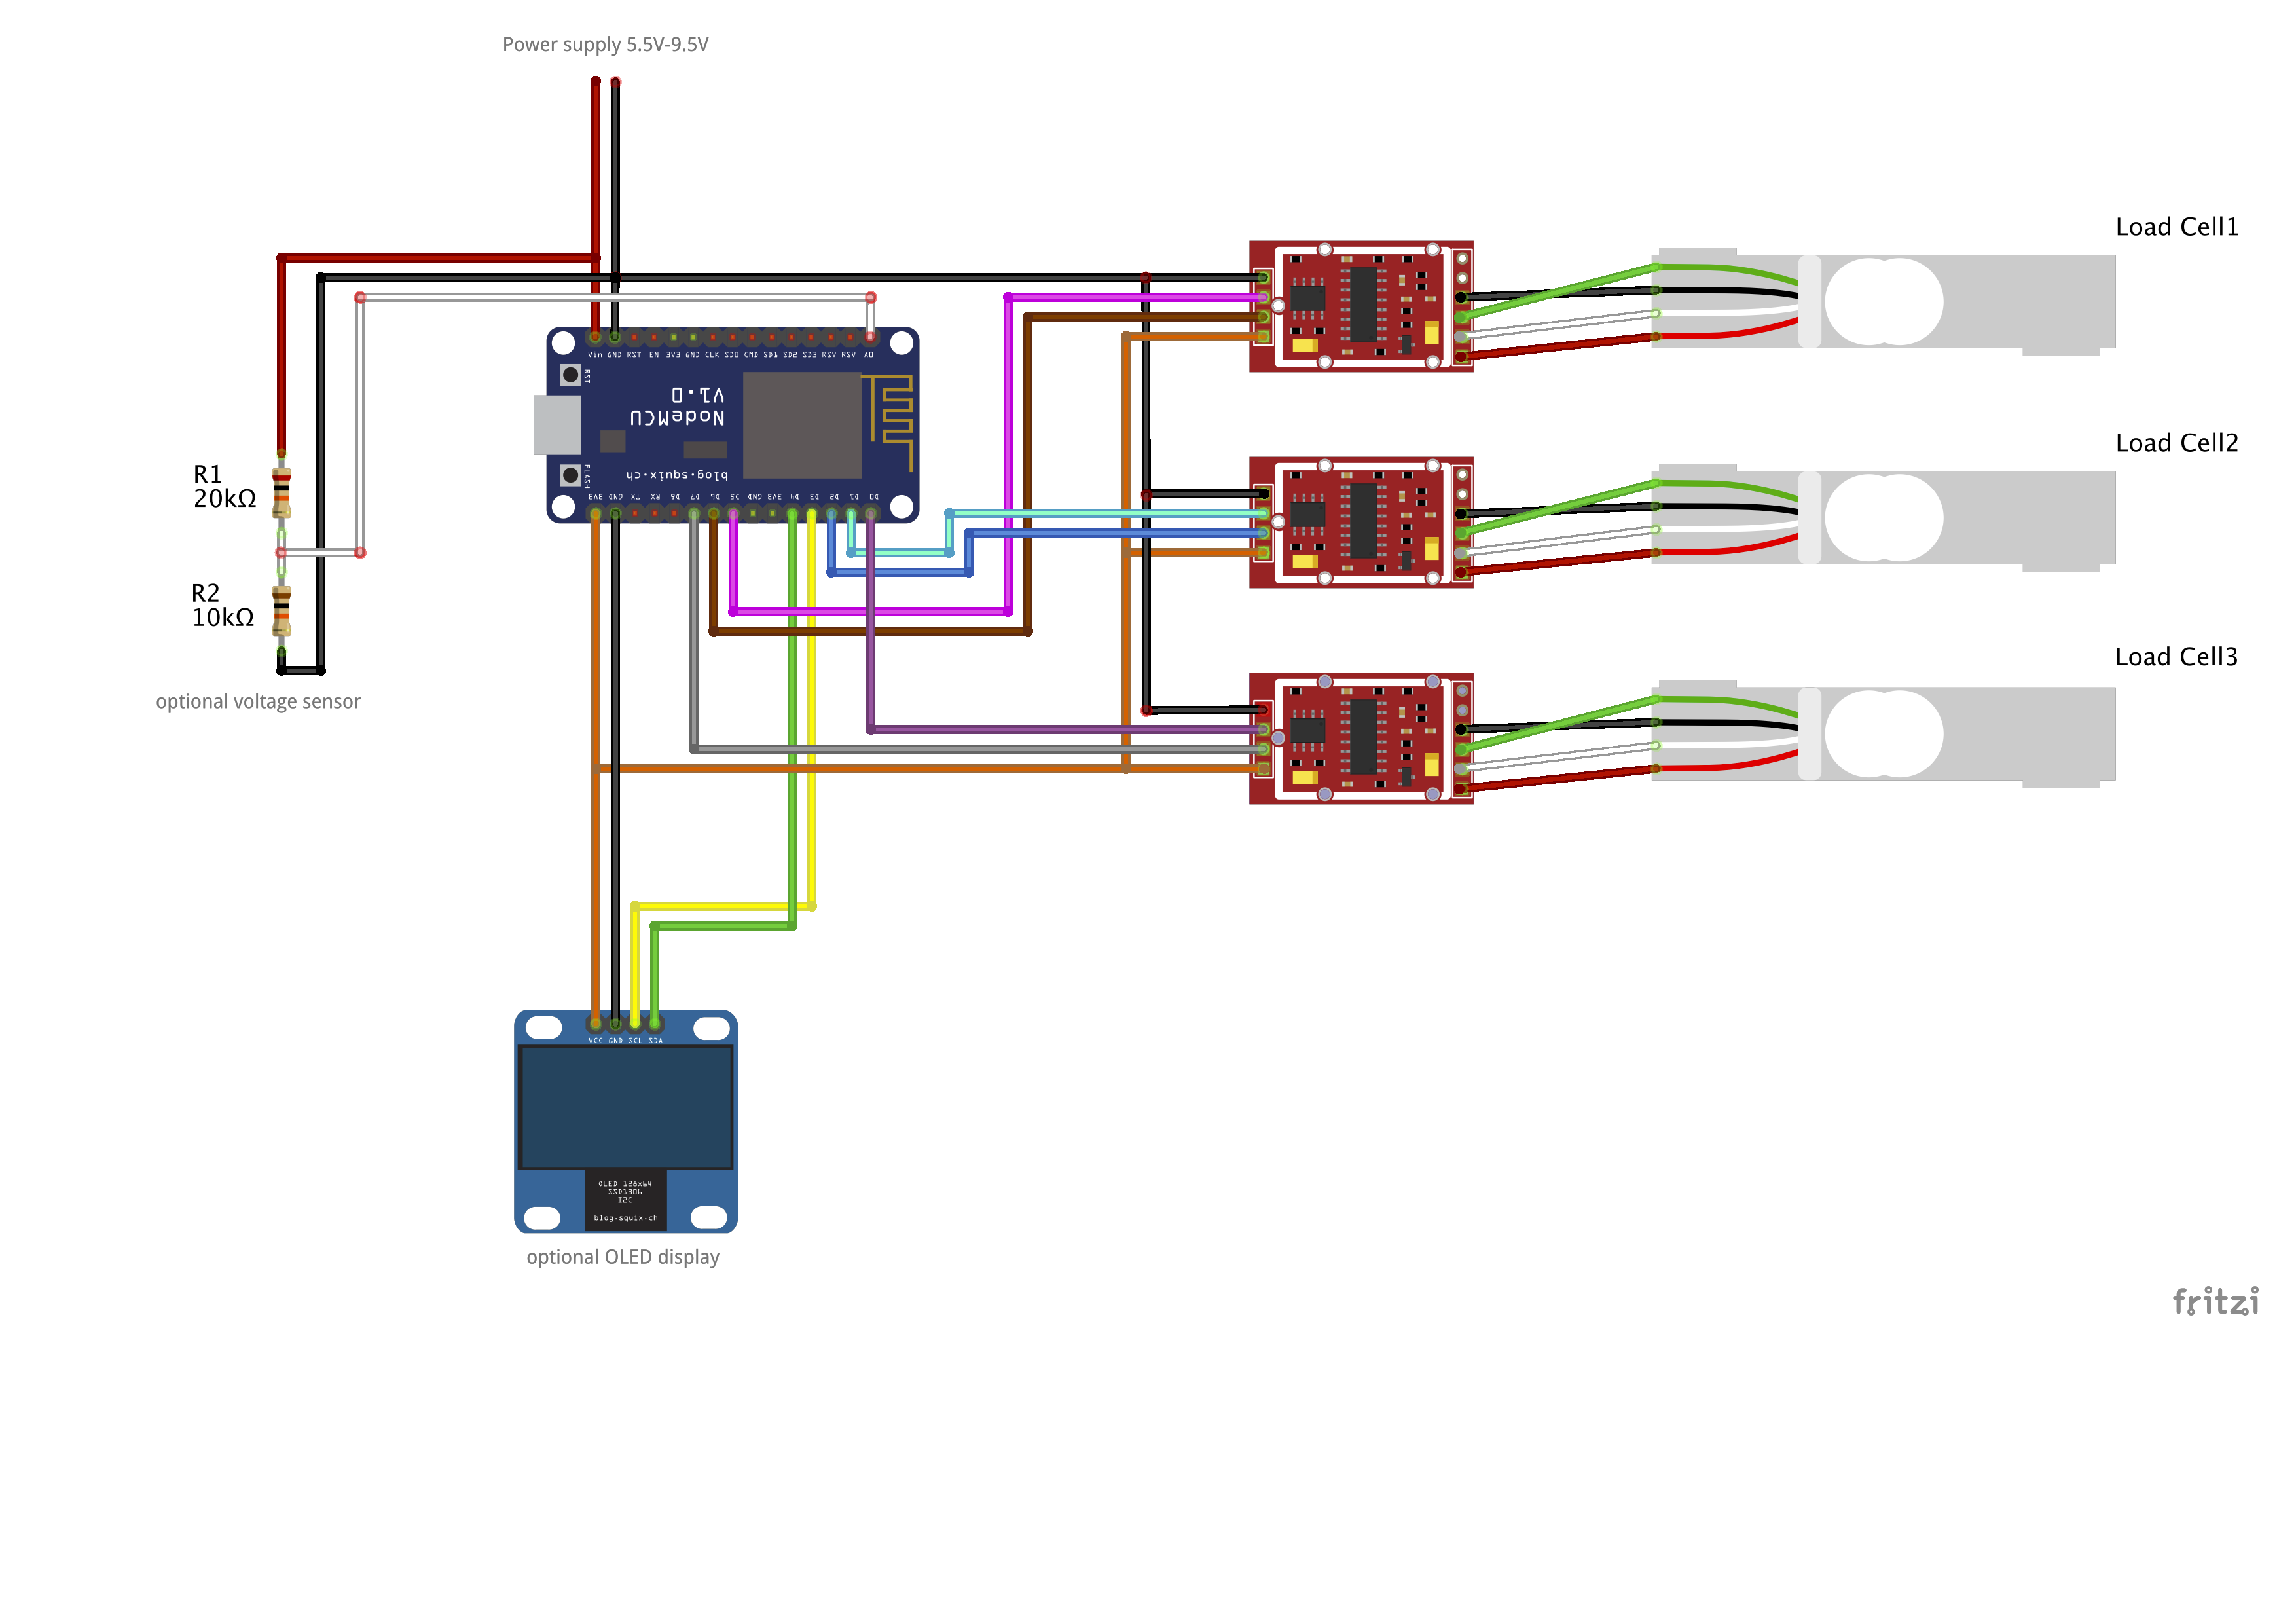 Power supply 5.5V-9.5V
Load Cell1
Vin GND RST EN 3V3 GND CLK SD0 CMD SD1 SD2 SD3 RSV RSV A0
RST
V1.0
NodeMCU
FLASH
blog.squix.ch
3V3 GND TX RX D8 D7 D6 D5 GND 3V3 D4 D3 D2 D1 D0
Load Cell2
R1
20kΩ
R2
10kΩ
optional voltage sensor
Load Cell3
VCC GND SCL SDA
OLED 128x64
SSD1306
I2C
blog.squix.ch
optional OLED display
fritzi